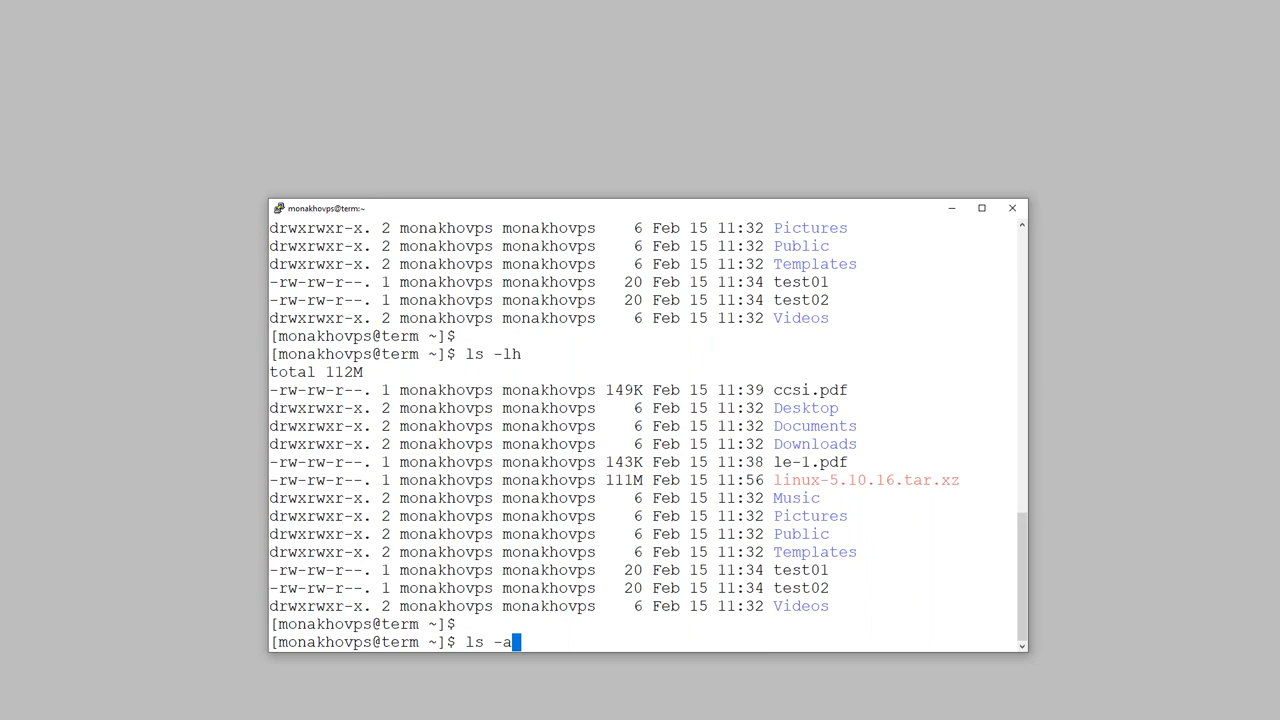 monakhovps@term:~
drwxrwxr-x. 2 monakhovps monakhovps    6 Feb 15 11:32 Pictures
drwxrwxr-x. 2 monakhovps monakhovps    6 Feb 15 11:32 Public
drwxrwxr-x. 2 monakhovps monakhovps    6 Feb 15 11:32 Templates
-rw-rw-r--. 1 monakhovps monakhovps   20 Feb 15 11:34 test01
-rw-rw-r--. 1 monakhovps monakhovps   20 Feb 15 11:34 test02
drwxrwxr-x. 2 monakhovps monakhovps    6 Feb 15 11:32 Videos
[monakhovps@term ~]$
[monakhovps@term ~]$ ls -lh
total 112M
-rw-rw-r--. 1 monakhovps monakhovps 149K Feb 15 11:39 ccsi.pdf
drwxrwxr-x. 2 monakhovps monakhovps    6 Feb 15 11:32 Desktop
drwxrwxr-x. 2 monakhovps monakhovps    6 Feb 15 11:32 Documents
drwxrwxr-x. 2 monakhovps monakhovps    6 Feb 15 11:32 Downloads
-rw-rw-r--. 1 monakhovps monakhovps 143K Feb 15 11:38 le-1.pdf
-rw-rw-r--. 1 monakhovps monakhovps 111M Feb 15 11:56 linux-5.10.16.tar.xz
drwxrwxr-x. 2 monakhovps monakhovps    6 Feb 15 11:32 Music
drwxrwxr-x. 2 monakhovps monakhovps    6 Feb 15 11:32 Pictures
drwxrwxr-x. 2 monakhovps monakhovps    6 Feb 15 11:32 Public
drwxrwxr-x. 2 monakhovps monakhovps    6 Feb 15 11:32 Templates
-rw-rw-r--. 1 monakhovps monakhovps   20 Feb 15 11:34 test01
-rw-rw-r--. 1 monakhovps monakhovps   20 Feb 15 11:34 test02
drwxrwxr-x. 2 monakhovps monakhovps    6 Feb 15 11:32 Videos
[monakhovps@term ~]$
[monakhovps@term ~]$ ls -a